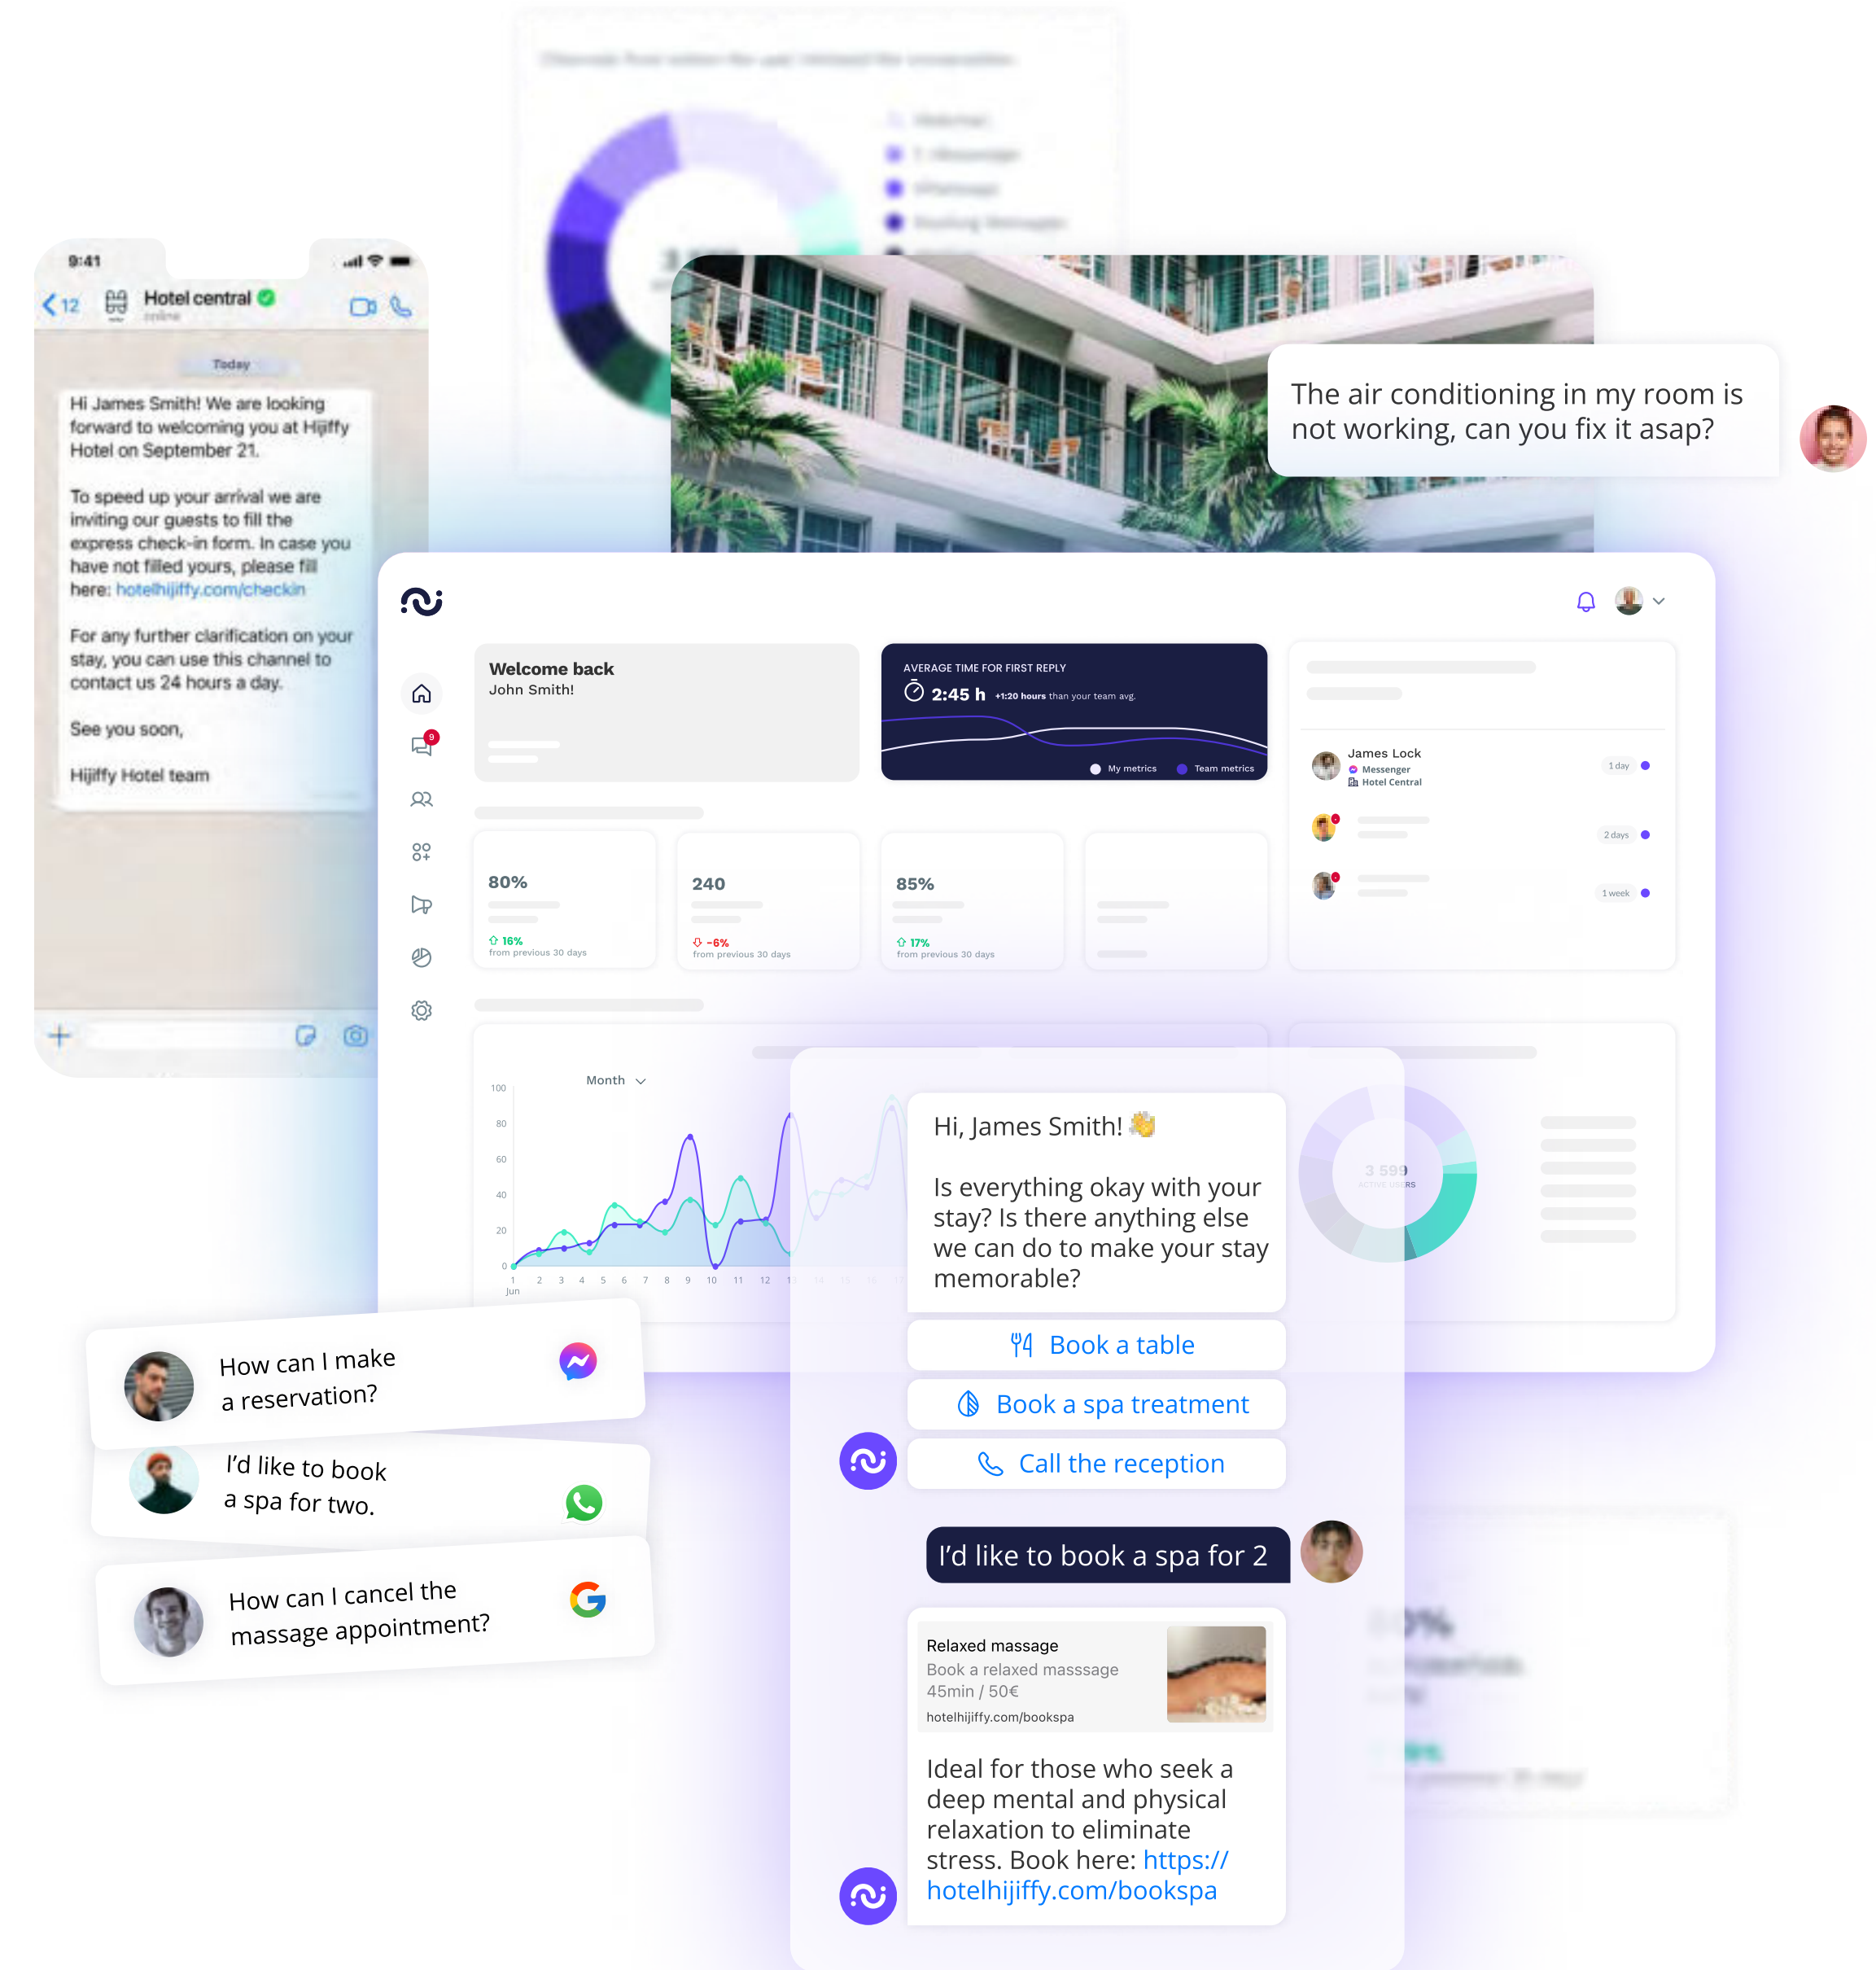 9:41
12
Hotel central
online
Today
Hi James Smith! We are looking
forward to welcoming you at Hijiffy
Hotel on September 21.
To speed up your arrival we are
inviting our guests to fill the
express check-in form. In case you
have not filled yours, please fill
here: hotelhijiffy.com/checkin
For any further clarification on your
stay, you can use this channel to
contact us 24 hours a day.
See you soon,
Hijiffy Hotel team
The air conditioning in my room is
not working, can you fix it asap?
Welcome back
John Smith!
AVERAGE TIME FOR FIRST REPLY
2:45 h +1:20 hours than your team avg.
My metrics
Team metrics
James Lock
Messenger
Hotel Central
1 day
2 days
1 week
9
80%
16%
from previous 30 days
240
-6%
from previous 30 days
85%
17%
from previous 30 days
Month
100
80
60
40
20
0
1 2 3 4 5 6 7 8 9 10 11 12 13 14 15 16
Jun
3 599
ACTIVE USERS
Hi, James Smith! 👋
Is everything okay with your
stay? Is there anything else
we can do to make your stay
memorable?
Book a table
Book a spa treatment
Call the reception
I'd like to book a spa for 2
Relaxed massage
Book a relaxed masssage
45min / 50€
hotelhijiffy.com/bookspa
Ideal for those who seek a
deep mental and physical
relaxation to eliminate
stress. Book here: https://
hotelhijiffy.com/bookspa
How can I make
a reservation?
I’d like to book
a spa for two.
How can I cancel the
massage appointment?